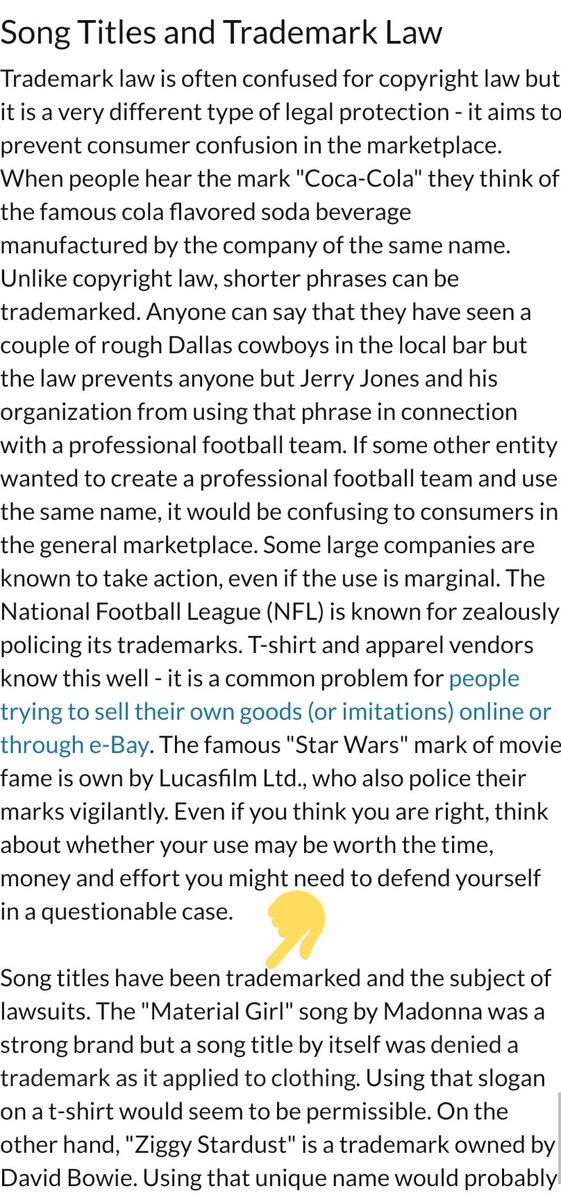 Song Titles and Trademark Law
Trademark law is often confused for copyright law but
it is a very different type of legal protection - it aims to
prevent consumer confusion in the marketplace.
When people hear the mark "Coca-Cola" they think of
the famous cola flavored soda beverage
manufactured by the company of the same name.
Unlike copyright law, shorter phrases can be
trademarked. Anyone can say that they have seen a
couple of rough Dallas cowboys in the local bar but
the law prevents anyone but Jerry Jones and his
organization from using that phrase in connection
with a professional football team. If some other entity
wanted to create a professional football team and use
the same name, it would be confusing to consumers in
the general marketplace. Some large companies are
known to take action, even if the use is marginal. The
National Football League (NFL) is known for zealously
policing its trademarks. T-shirt and apparel vendors
know this well - it is a common problem for people
trying to sell their own goods (or imitations) online or
through e-Bay. The famous "Star Wars" mark of movie
fame is own by Lucasfilm Ltd., who also police their
marks vigilantly. Even if you think you are right, think
about whether your use may be worth the time,
money and effort you might need to defend yourself
in a questionable case.
Song titles have been trademarked and the subject of
lawsuits. The "Material Girl" song by Madonna was a
strong brand but a song title by itself was denied a
trademark as it applied to clothing. Using that slogan
on a t-shirt would seem to be permissible. On the
other hand, "Ziggy Stardust" is a trademark owned by
David Bowie. Using that unique name would probably